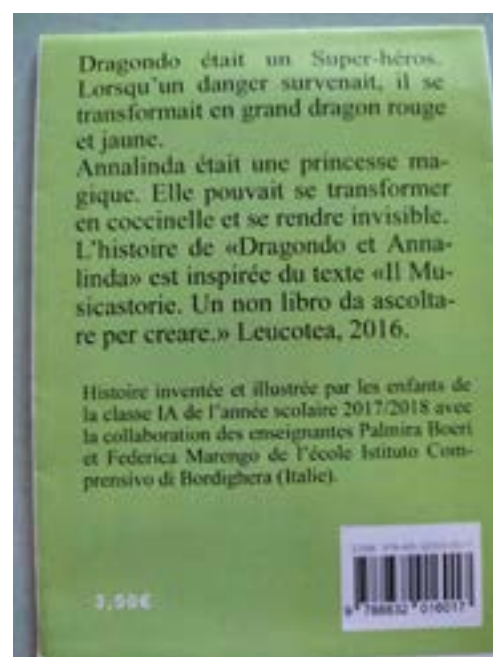 Dragondo était un Super-héros.
Lorsqu'un danger survenait, il se
transformait en grand dragon rouge
et jaune.
Annalinda était une princesse ma-
gique. Elle pouvait se transformer
en coccinelle et se rendre invisible.
L'histoire de «Dragondo et Anna-
linda» est inspirée du texte «Il Mu-
sicastorie. Un non libro da ascolta-
re per creare.» Leucotea, 2016.
Histoire inventée et illustrée par les enfants de
la classe IA de l'année scolaire 2017/2018 avec
la collaboration des enseignantes Palmira Boeri
et Federica Marengo de l'école Istituto Com-
prensivo di Bordighera (Italie).
9 788832 016017